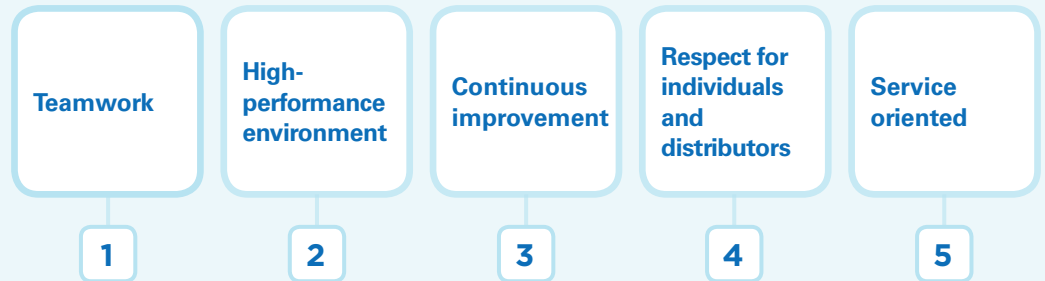 Teamwork
High-
performance
environment
Continuous
improvement
Respect for
individuals
and
distributors
Service
oriented
1
2
3
4
5